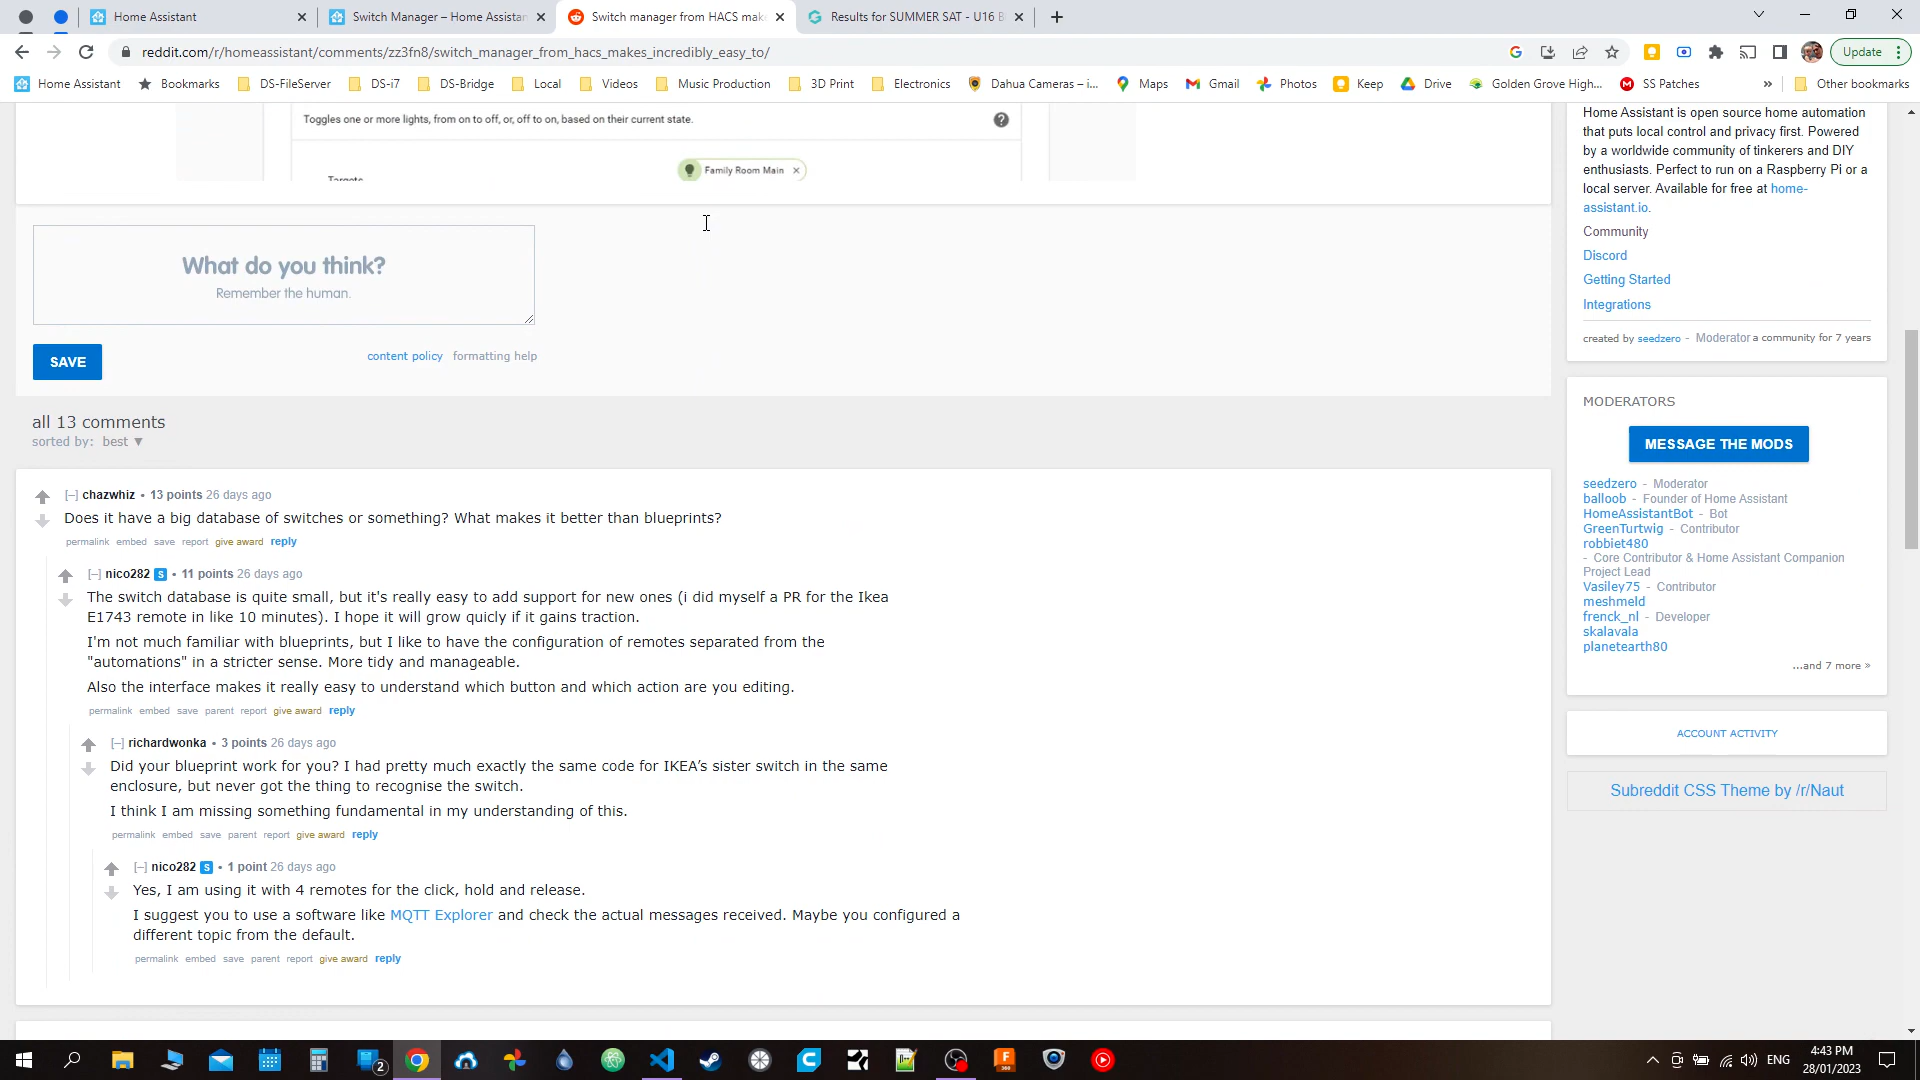 Home Assistant
Switch Manager – Home Assistan
Switch manager from HACS mak
Results for SUMMER SAT - U16 B
reddit.com/r/homeassistant/comments/zz3fn8/switch_manager_from_hacs_makes_incredibly_easy_to/
Update
Home Assistant
Bookmarks
DS-FileServer
DS-i7
DS-Bridge
Local
Videos
Music Production
3D Print
Electronics
Dahua Cameras – i...
Maps
Gmail
Photos
Keep
Drive
Golden Grove High...
SS Patches
»
Other bookmarks
Toggles one or more lights, from on to off, or, off to on, based on their current state.
Targets
Family Room Main ×
What do you think?
Remember the human.
SAVE
content policy
formatting help
all 13 comments
sorted by: best ▼
[–] chazwhiz • 13 points 26 days ago
Does it have a big database of switches or something? What makes it better than blueprints?
permalink embed save report give award reply
[–] nico282 S • 11 points 26 days ago
The switch database is quite small, but it's really easy to add support for new ones (i did myself a PR for the Ikea
E1743 remote in like 10 minutes). I hope it will grow quicly if it gains traction.
I'm not much familiar with blueprints, but I like to have the configuration of remotes separated from the
"automations" in a stricter sense. More tidy and manageable.
Also the interface makes it really easy to understand which button and which action are you editing.
permalink embed save parent report give award reply
[–] richardwonka • 3 points 26 days ago
Did your blueprint work for you? I had pretty much exactly the same code for IKEA’s sister switch in the same
enclosure, but never got the thing to recognise the switch.
I think I am missing something fundamental in my understanding of this.
permalink embed save parent report give award reply
[–] nico282 S • 1 point 26 days ago
Yes, I am using it with 4 remotes for the click, hold and release.
I suggest you to use a software like MQTT Explorer and check the actual messages received. Maybe you configured a
different topic from the default.
permalink embed save parent report give award reply
Home Assistant is open source home automation
that puts local control and privacy first. Powered
by a worldwide community of tinkerers and DIY
enthusiasts. Perfect to run on a Raspberry Pi or a
local server. Available for free at home-
assistant.io.
Community
Discord
Getting Started
Integrations
created by seedzero - Moderator a community for 7 years
MODERATORS
MESSAGE THE MODS
seedzero - Moderator
balloob - Founder of Home Assistant
HomeAssistantBot - Bot
GreenTurtwig - Contributor
robbiet480
- Core Contributor & Home Assistant Companion
Project Lead
Vasiley75 - Contributor
meshmeld
frenck_nl - Developer
skalavala
planetearth80
...and 7 more »
ACCOUNT ACTIVITY
Subreddit CSS Theme by /r/Naut
2
ENG
4:43 PM
28/01/2023